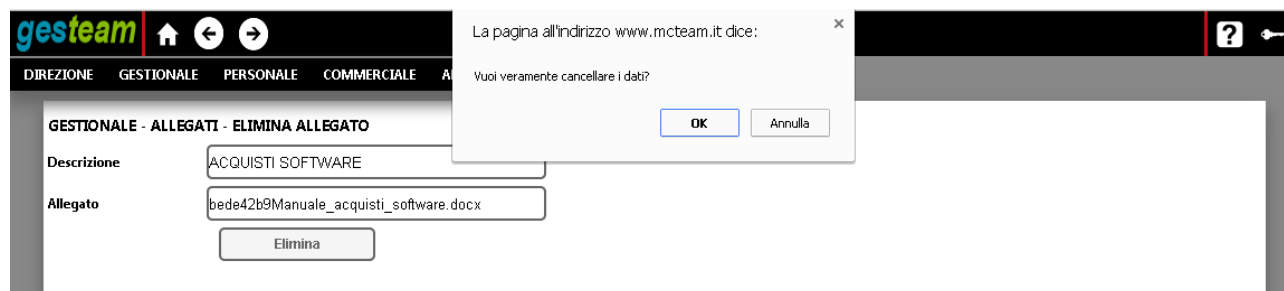 gesteam
La pagina all'indirizzo www.mcteam.it dice:
Vuoi veramente cancellare i dati?
OK Annulla
DIREZIONE GESTIONALE PERSONALE COMMERCIALE
GESTIONALE - ALLEGATI - ELIMINA ALLEGATO
Descrizione ACQUISTI SOFTWARE
Allegato bede42b9Manuale_acquisti_software.docx
Elimina